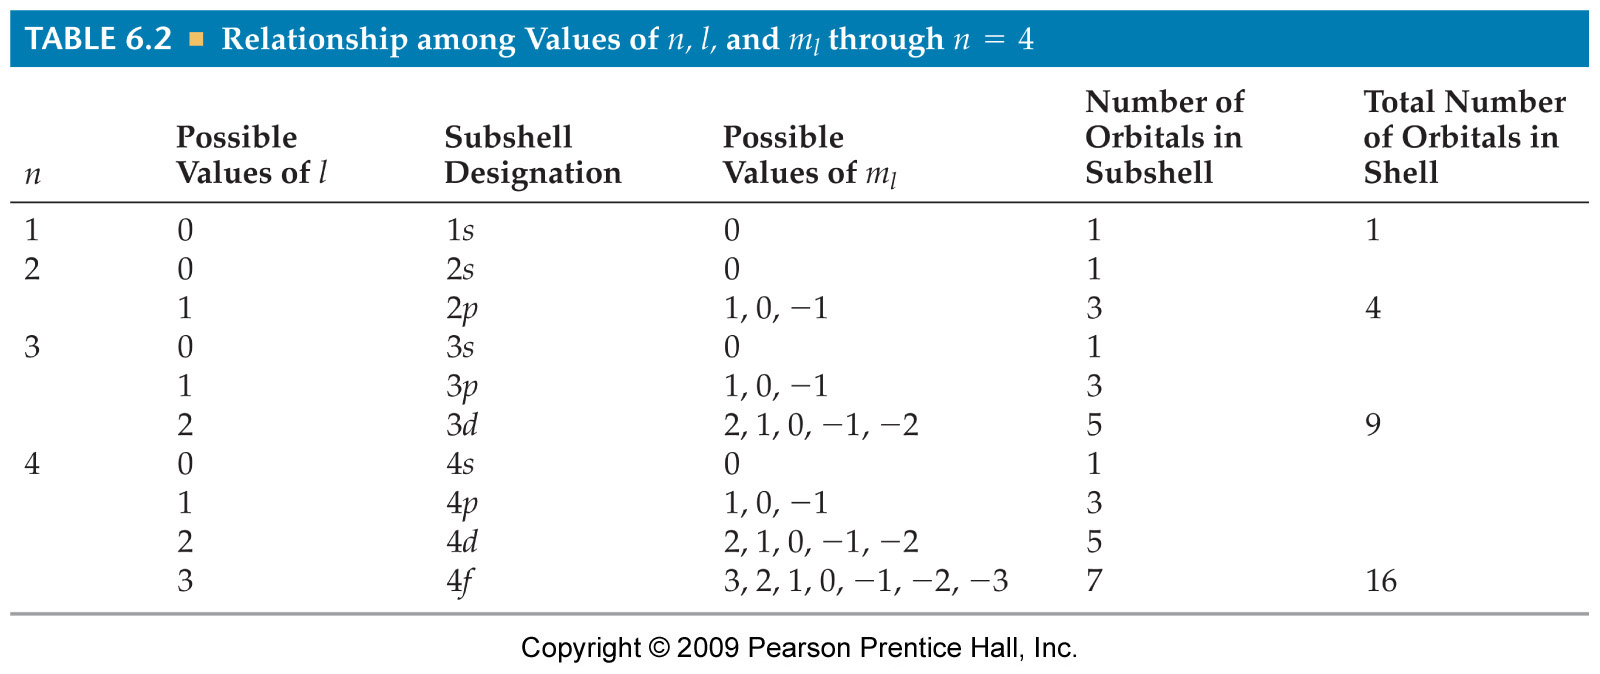 TABLE 6.2 ■ Relationship among Values of n, l, and mₗ through n = 4
n Possible Values of l Subshell Designation Possible Values of mₗ Number of Orbitals in Subshell Total Number of Orbitals in Shell
1 0 1s 0 1 1
2 0 2s 0 1
1 2p 1, 0, −1 3 4
3 0 3s 0 1
1 3p 1, 0, −1 3
2 3d 2, 1, 0, −1, −2 5 9
4 0 4s 0 1
1 4p 1, 0, −1 3
2 4d 2, 1, 0, −1, −2 5
3 4f 3, 2, 1, 0, −1, −2, −3 7 16
Copyright © 2009 Pearson Prentice Hall, Inc.